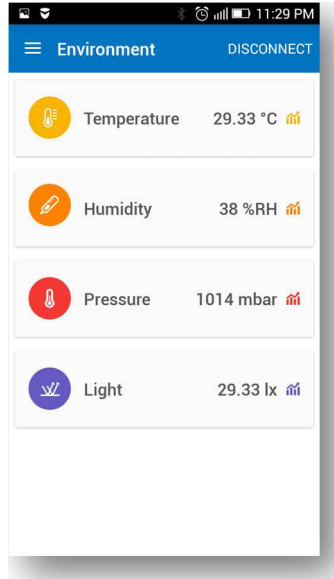 11:29 PM
Environment DISCONNECT
Temperature 29.33 °C
Humidity 38 %RH
Pressure 1014 mbar
Light 29.33 lx